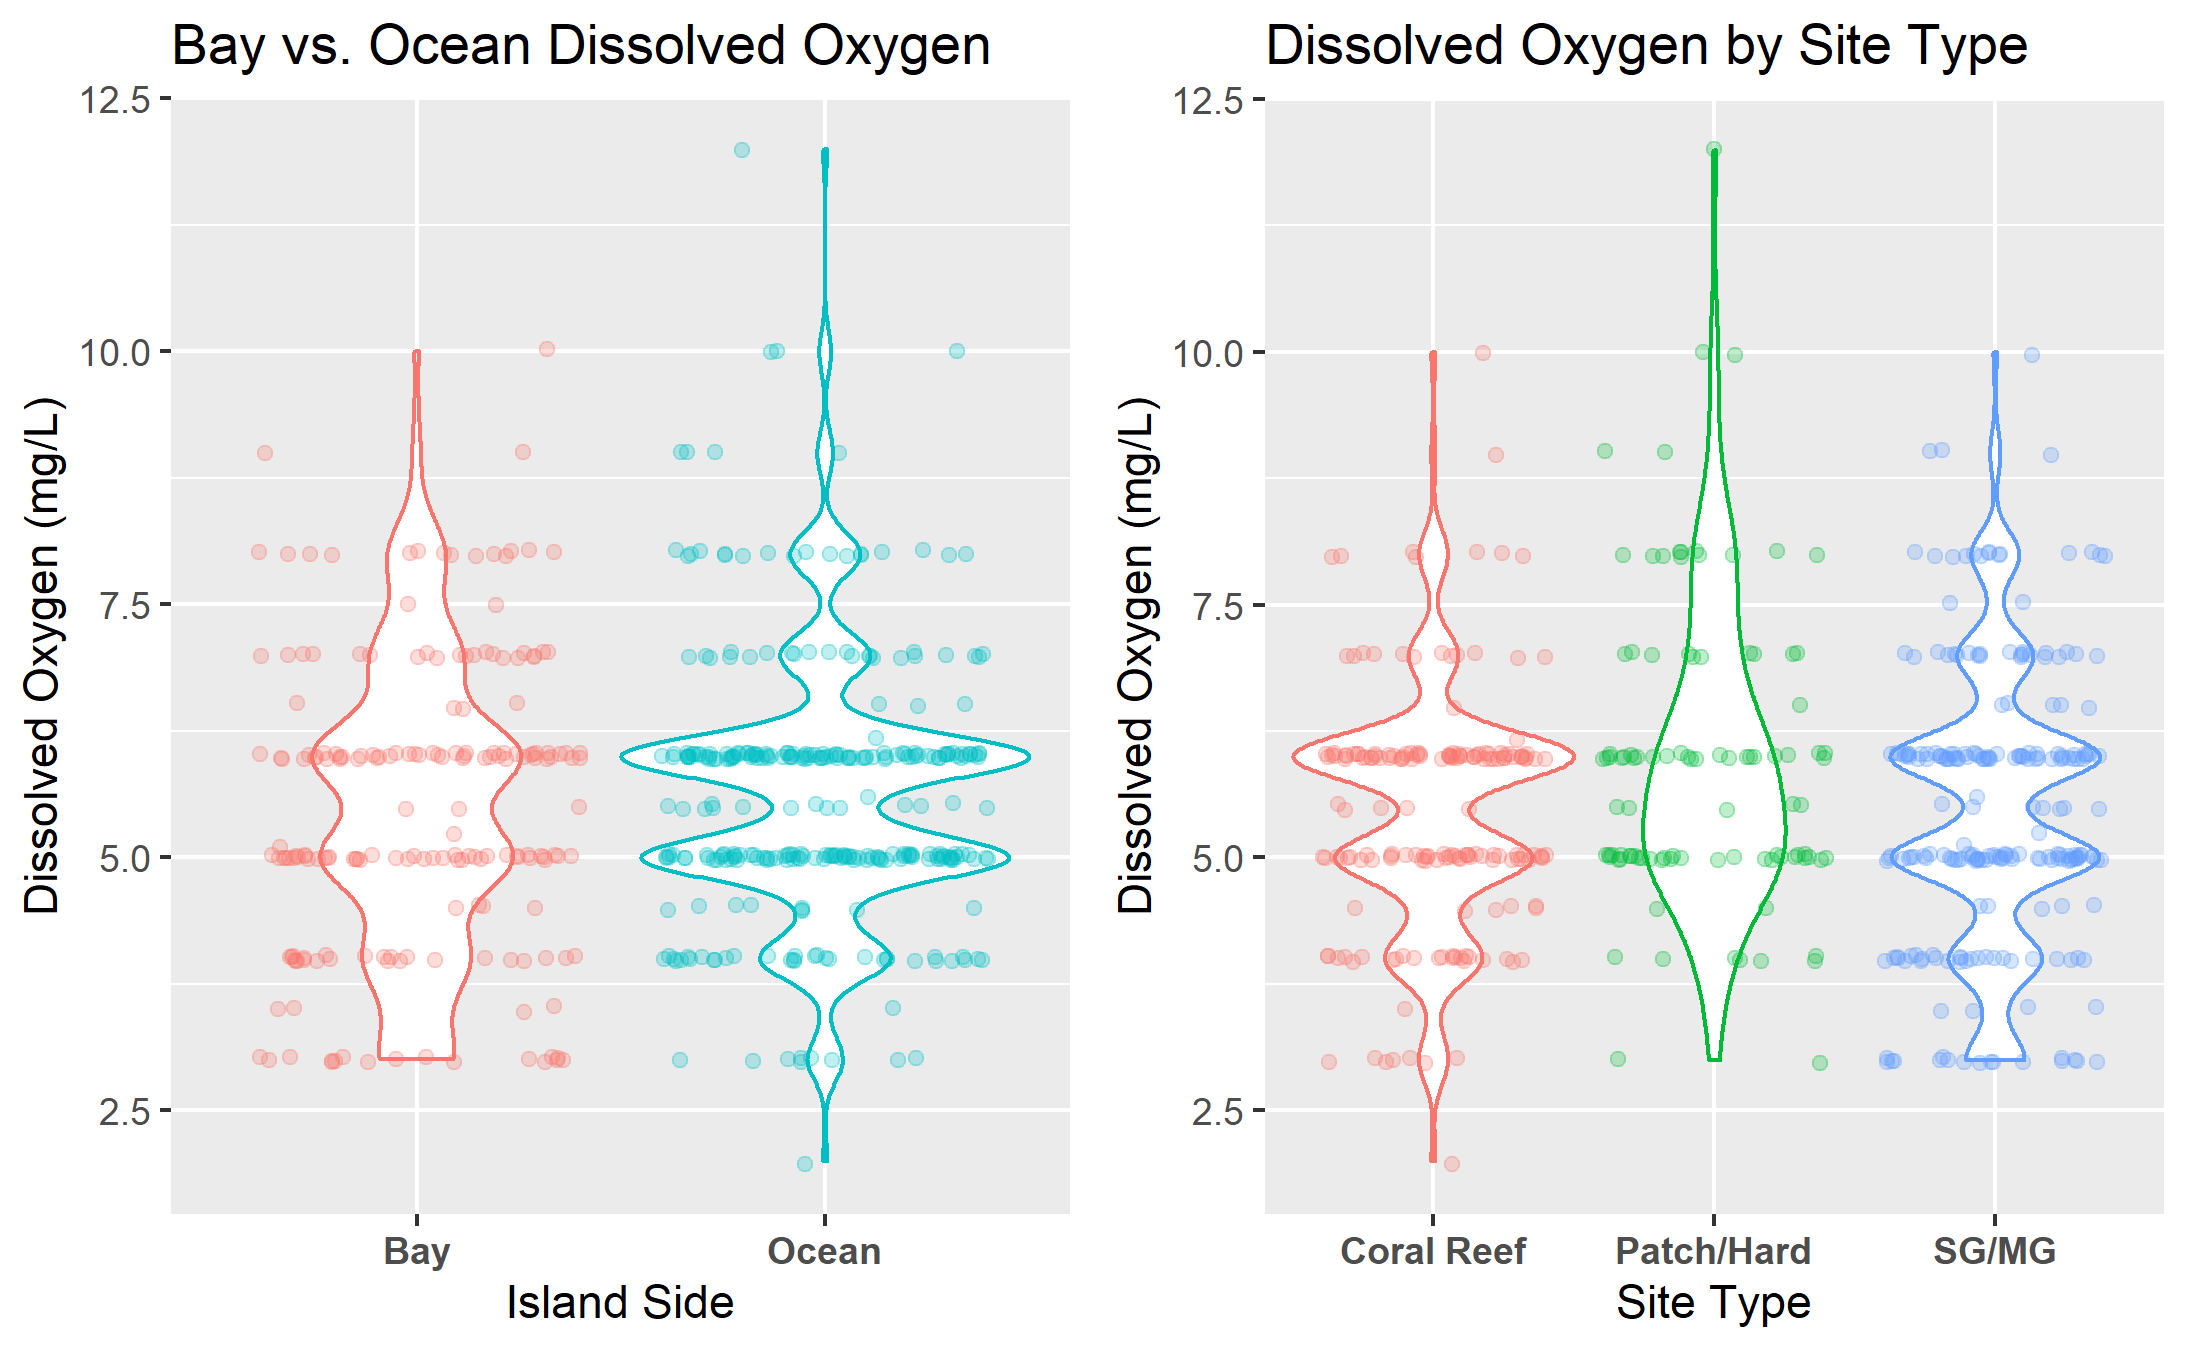 Bay vs. Ocean Dissolved Oxygen
12.5
10.0
7.5
5.0
2.5
Dissolved Oxygen (mg/L)
Bay
Ocean
Island Side
Dissolved Oxygen by Site Type
12.5
10.0
7.5
5.0
2.5
Dissolved Oxygen (mg/L)
Coral Reef
Patch/Hard
SG/MG
Site Type